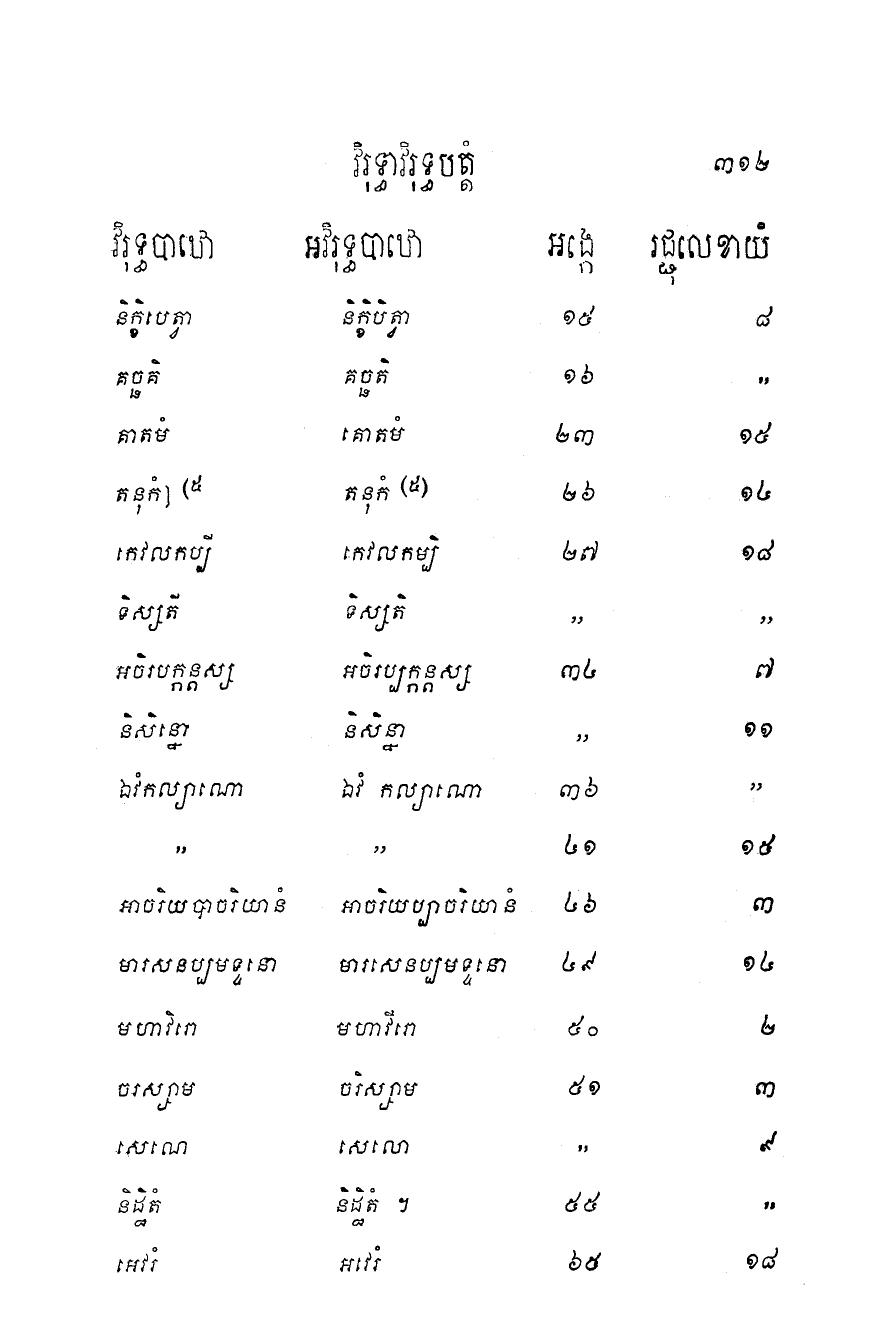 វិរុទ្ធាវិរុទ្ធបត្តំ ៣១២
វិរុទ្ធបាឋោ អវិរុទ្ធបាឋោ អង្កេ រជ្ជុលេខាយំ
និក្ខិបេត្វា និក្ខិបិត្វា ១៥ ៨
គច្ឆគិ គច្ឆតិ ១៦ ”
គាតមំ គោតមំ ២៣ ១៥
តនុកំ] (៥ តនុកំ (៥) ២៦ ១៤
កេវលកប្បី កេវលកម្បិ ២៧ ១៨
ទិស្សតី ទិស្សតិ ” ”
អចិរបក្កន្តស្ស អចិរប្បក្កន្តស្ស ៣៤ ៧
និសិន្នោ និសិន្នា ” ១១
ឯវំកល្យាណោ ឯវំ កល្យាណោ ៣៦ ”
” ” ៤១ ១៥
អាចរិយបាចរិយានំ អាចរិយប្បាចរិយានំ ៤៦ ៣
មារសនប្បមទ្ទនោ មារសេនប្បមទ្ទនោ ៤៩ ១៤
មហាវិរោ មហាវីរោ ៥០ ២
ចរស្សាម ចរិស្សាម ៥១ ៣
សេណេ សេលោ ” ៩
និដ្ឋិតំ និដ្ឋិតំ ។ ៥៥ ”
អេវរំ អវេរំ ៦៥ ១៨